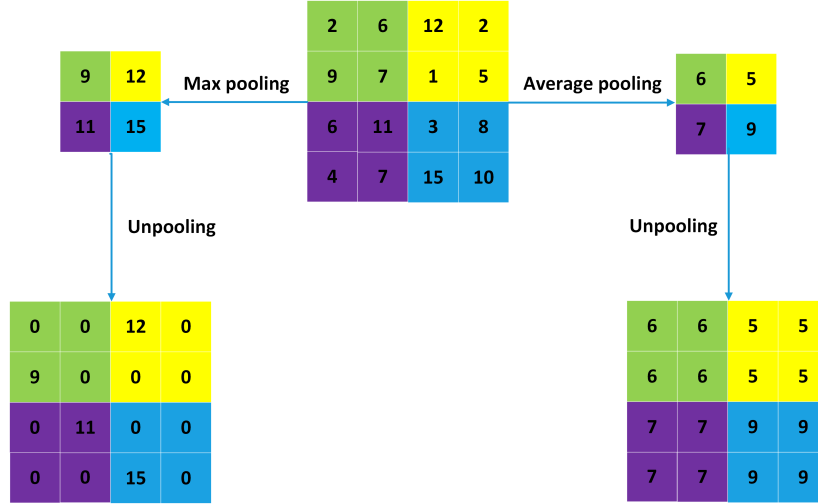 2 6 12 2
9 7 1 5
6 11 3 8
4 7 15 10
Max pooling
9 12
11 15
Average pooling
6 5
7 9
Unpooling
0 0 12 0
9 0 0 0
0 11 0 0
0 0 15 0
Unpooling
6 6 5 5
6 6 5 5
7 7 9 9
7 7 9 9